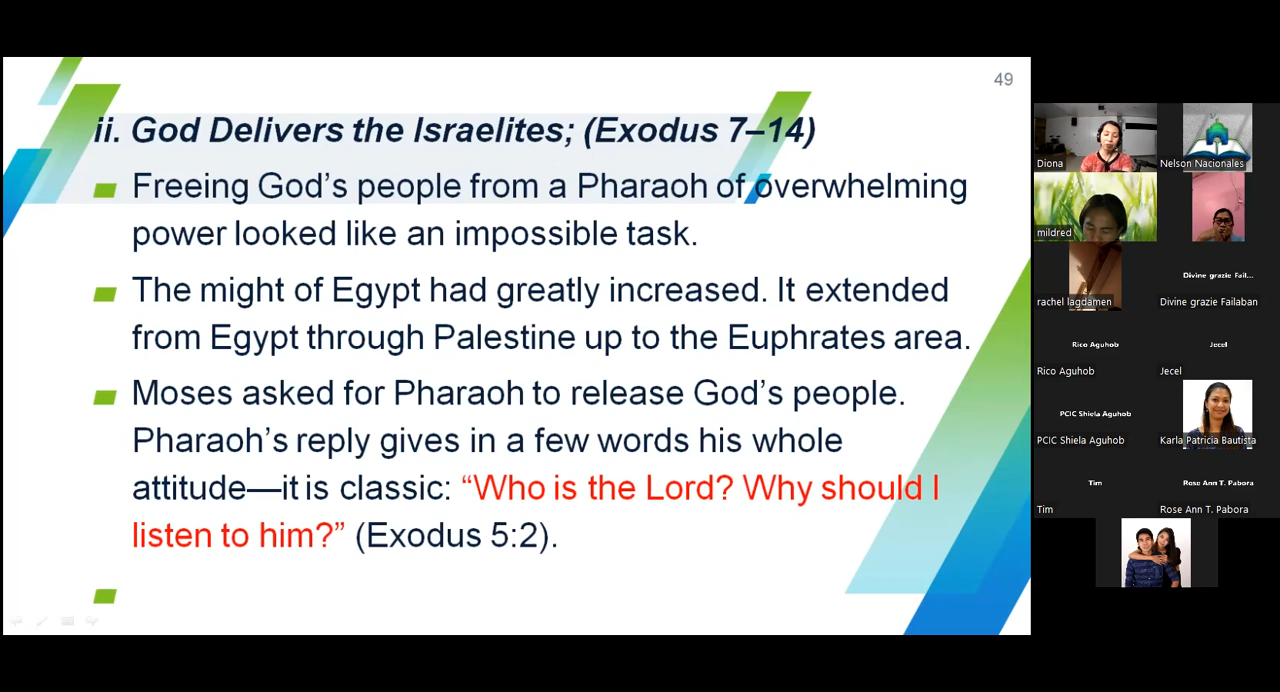 49
ii. God Delivers the Israelites; (Exodus 7–14)
Freeing God’s people from a Pharaoh of overwhelming
power looked like an impossible task.
The might of Egypt had greatly increased. It extended
from Egypt through Palestine up to the Euphrates area.
Moses asked for Pharaoh to release God’s people.
Pharaoh’s reply gives in a few words his whole
attitude—it is classic: “Who is the Lord? Why should I
listen to him?” (Exodus 5:2).
Diona
Nelson Nacionales
mildred
rachel lagdamen
Divine grazie Fail...
Divine grazie Failaban
Rico Aguhob
Jecel
Rico Aguhob
Jecel
PCIC Shiela Aguhob
PCIC Shiela Aguhob
Karla Patricia Bautista
Tim
Rose Ann T. Pabora
Tim
Rose Ann T. Pabora